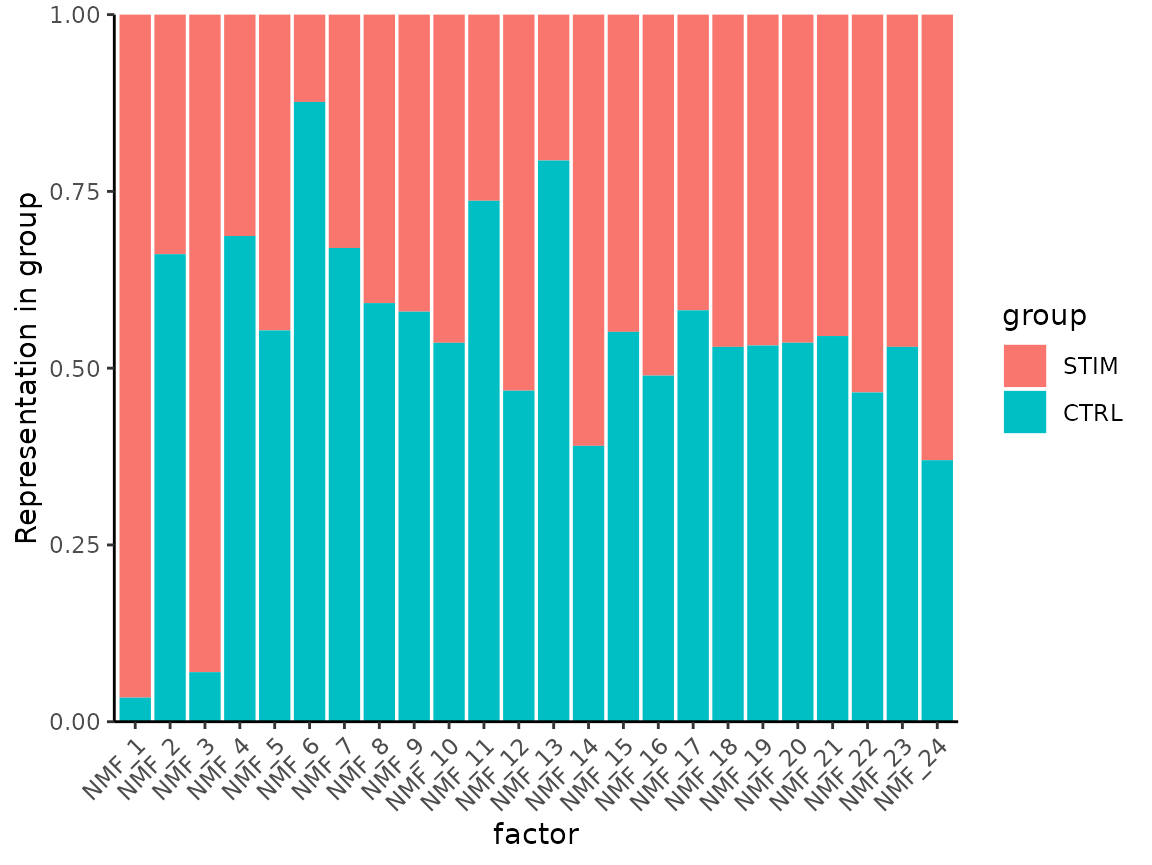 1.00
0.75
0.50
0.25
0.00
Representation in group
NMF_1
NMF_2
NMF_3
NMF_4
NMF_5
NMF_6
NMF_7
NMF_8
NMF_9
NMF_10
NMF_11
NMF_12
NMF_13
NMF_14
NMF_15
NMF_16
NMF_17
NMF_18
NMF_19
NMF_20
NMF_21
NMF_22
NMF_23
NMF_24
factor
group
STIM
CTRL